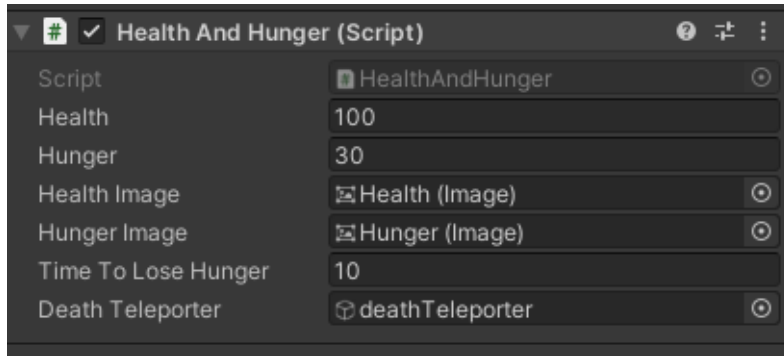 Health And Hunger (Script)
Script HealthAndHunger
Health 100
Hunger 30
Health Image Health (Image)
Hunger Image Hunger (Image)
Time To Lose Hunger 10
Death Teleporter deathTeleporter